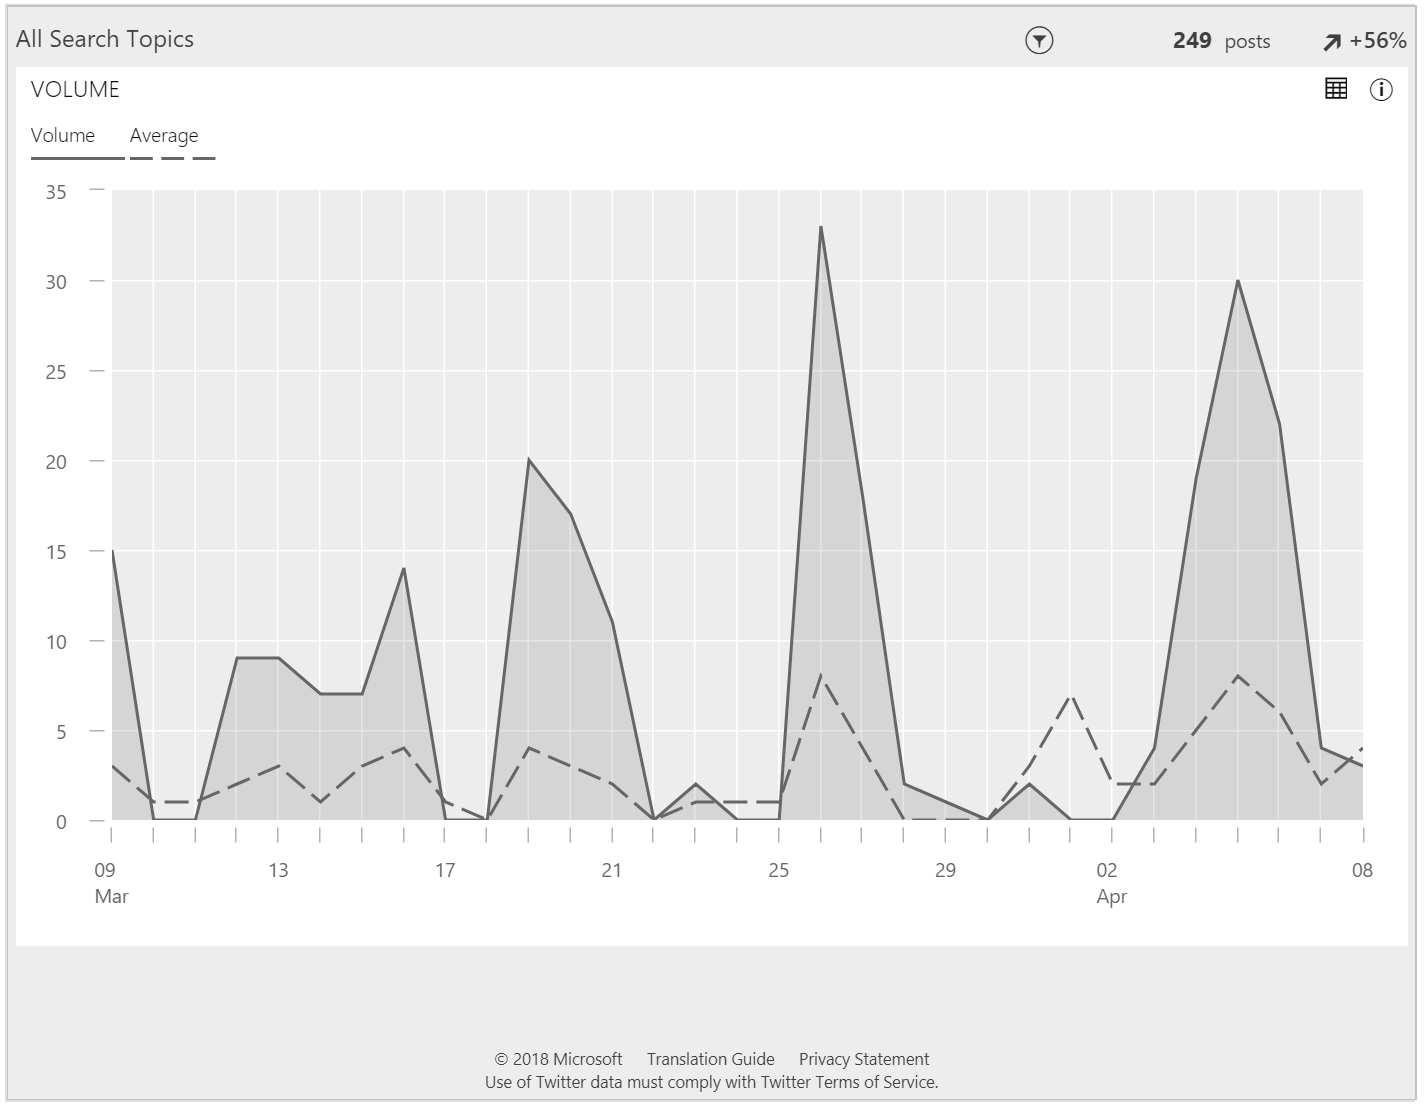 All Search Topics 249 posts +56%
VOLUME
Volume Average
35
30
25
20
15
10
5
0
09 13 17 21 25 29 02 08
Mar Apr
© 2018 Microsoft Translation Guide Privacy Statement
Use of Twitter data must comply with Twitter Terms of Service.